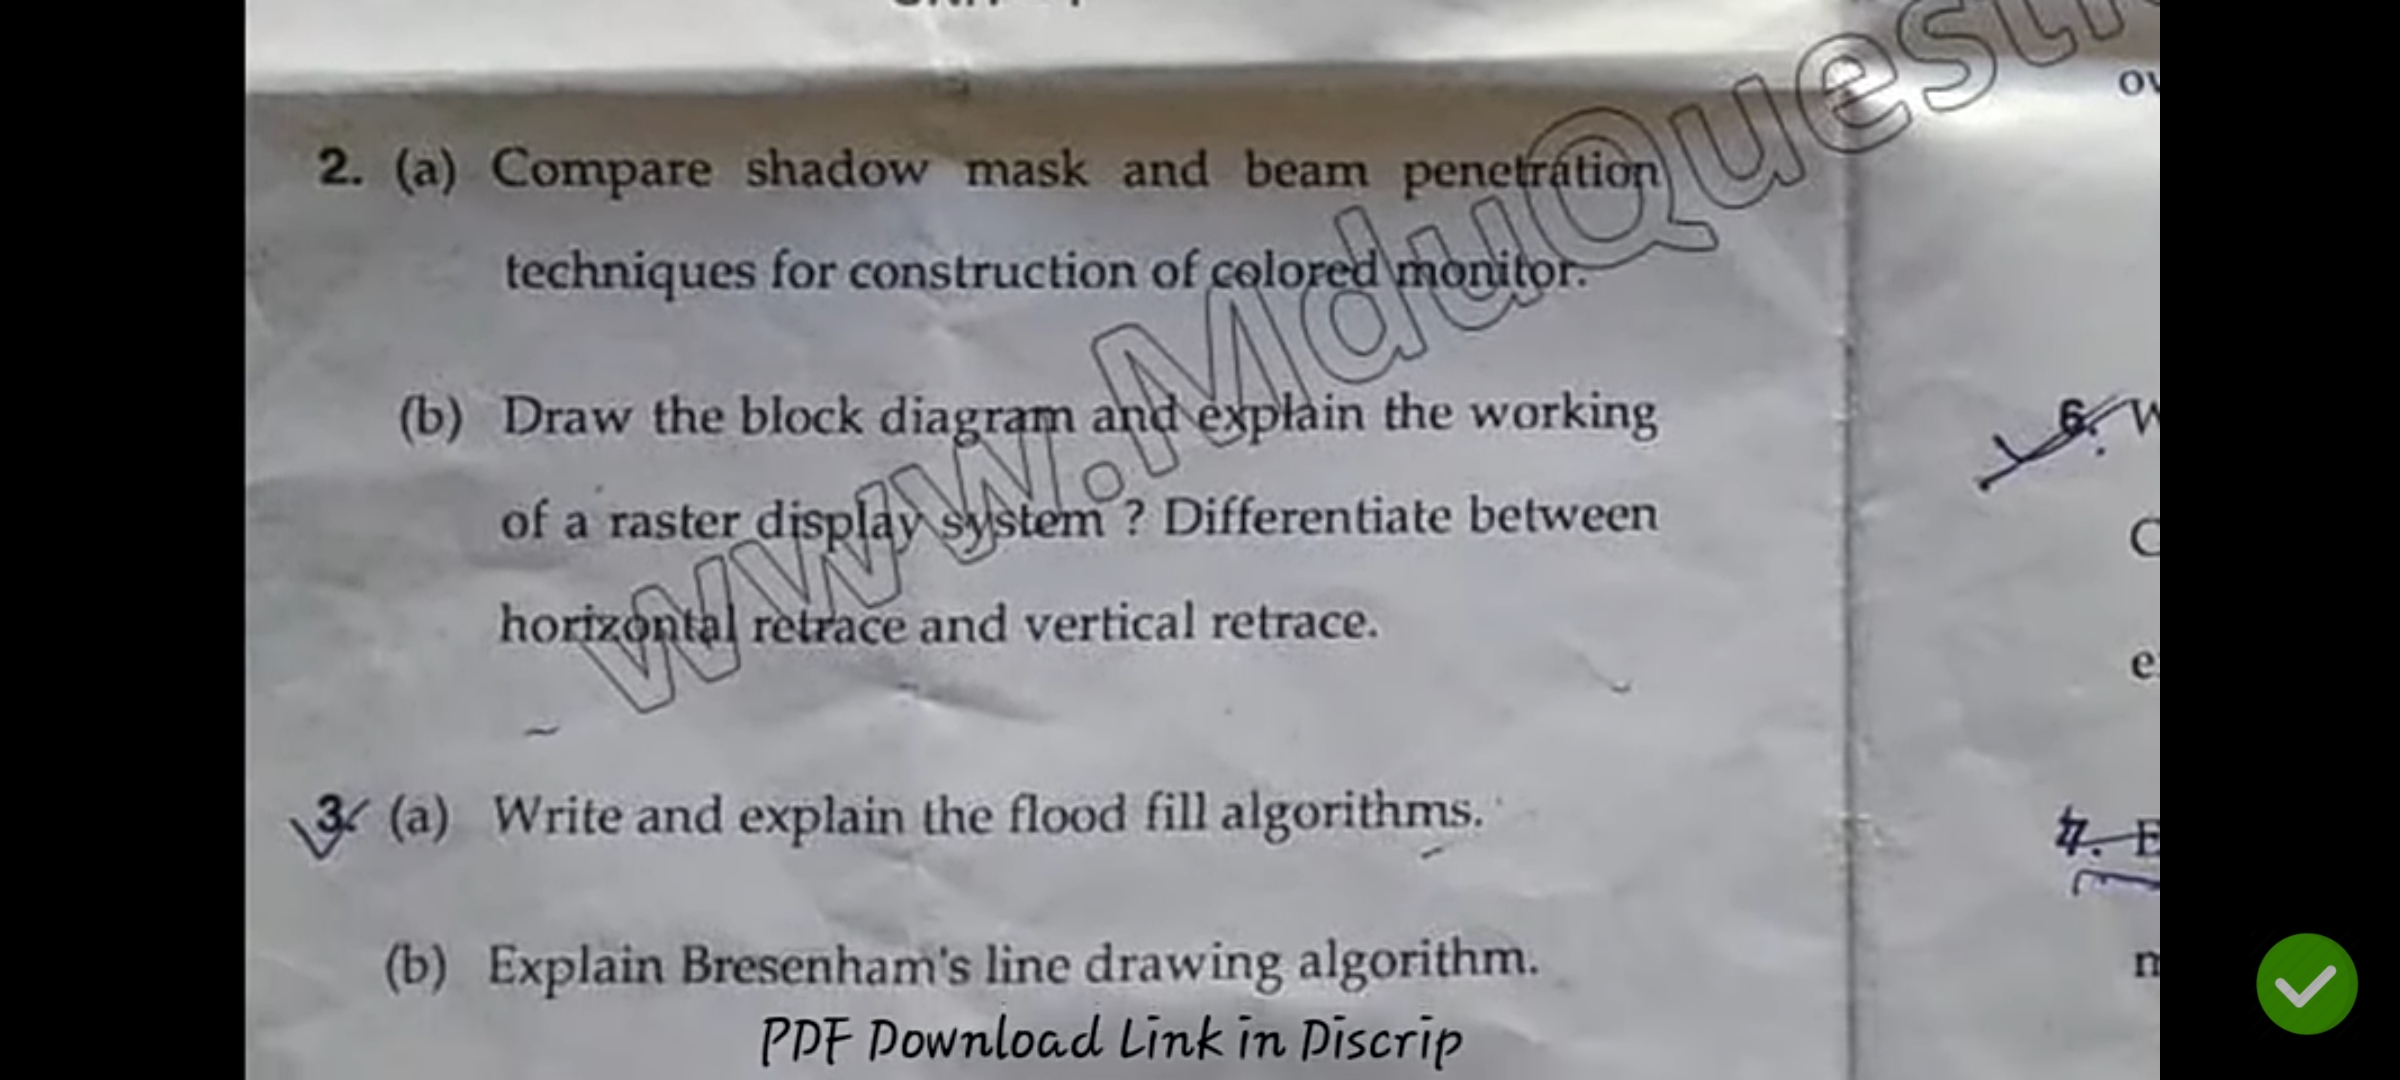 2. (a) Compare shadow mask and beam penetration
techniques for construction of colored monitor.
(b) Draw the block diagram and explain the working
of a raster display system ? Differentiate between
horizontal retrace and vertical retrace.
3. (a) Write and explain the flood fill algorithms.
(b) Explain Bresenham's line drawing algorithm.
PDF Download Link in Discrip
www.MduQuesti
6.